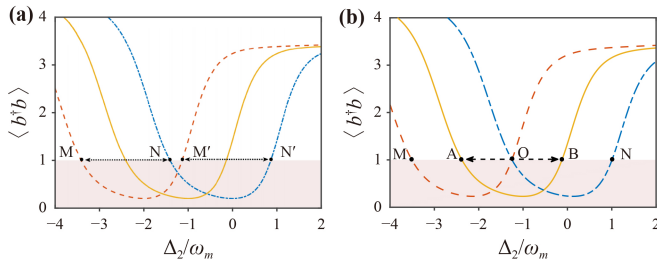 (a)
4
3
2
1
0
⟨ b†b ⟩
M
N
M′
N′
−4 −3 −2 −1 0 1 2
Δ2/ωm
(b)
4
3
2
1
0
⟨ b†b ⟩
M
A
O
B
N
−4 −3 −2 −1 0 1 2
Δ2/ωm